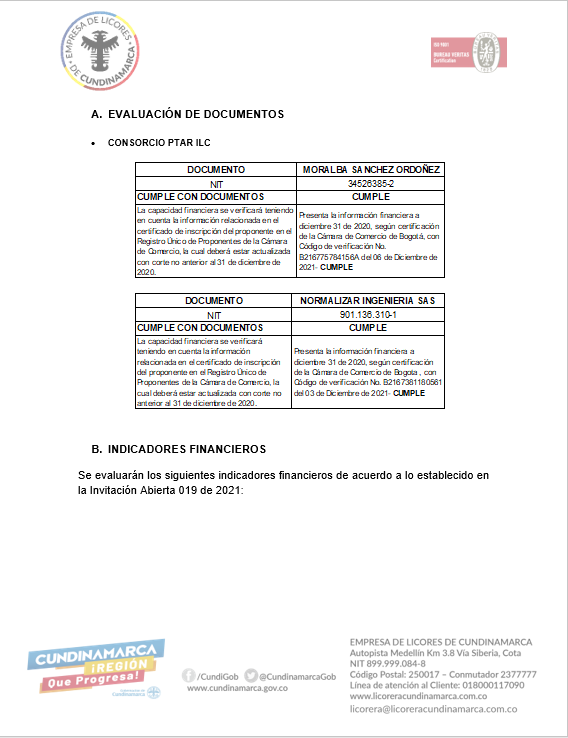 EMPRESA DE LICORES
DE CUNDINAMARCA
ISO 9001
BUREAU VERITAS
Certification
A. EVALUACIÓN DE DOCUMENTOS
• CONSORCIO PTAR ILC
DOCUMENTO MORALBA SANCHEZ ORDOÑEZ
NIT 34526385-2
CUMPLE CON DOCUMENTOS CUMPLE
La capacidad financiera se verificará teniendo
en cuenta la información relacionada en el
certificado de inscripción del proponente en el
Registro Único de Proponentes de la Cámara
de Comercio, la cual deberá estar actualizada
con corte no anterior al 31 de diciembre de
2020.
Presenta la información financiera a
diciembre 31 de 2020, según certificación
de la Cámara de Comercio de Bogotá, con
Código de verificación No.
B216775784156A del 06 de Diciembre de
2021- CUMPLE
DOCUMENTO NORMALIZAR INGENIERIA SAS
NIT 901.136.310-1
CUMPLE CON DOCUMENTOS CUMPLE
La capacidad financiera se verificará
teniendo en cuenta la información
relacionada en el certificado de inscripción
del proponente en el Registro Único de
Proponentes de la Cámara de Comercio, la
cual deberá estar actualizada con corte no
anterior al 31 de diciembre de 2020.
Presenta la información financiera a
diciembre 31 de 2020, según certificación
de la Cámara de Comercio de Bogota , con
Código de verificación No. B2167381180561
del 03 de Diciembre de 2021- CUMPLE
B. INDICADORES FINANCIEROS
Se evaluarán los siguientes indicadores financieros de acuerdo a lo establecido en
la Invitación Abierta 019 de 2021:
CUNDINAMARCA
¡REGIÓN
Que Progresa!
Cundinamarca
/CundiGob @CundinamarcaGob
www.cundinamarca.gov.co
EMPRESA DE LICORES DE CUNDINAMARCA
Autopista Medellín Km 3.8 Vía Siberia, Cota
NIT 899.999.084-8
Código Postal: 250017 – Conmutador 2377777
Línea de atención al Cliente: 018000117090
www.licoreracundinamarca.com.co
licorera@licoreracundinamarca.com.co